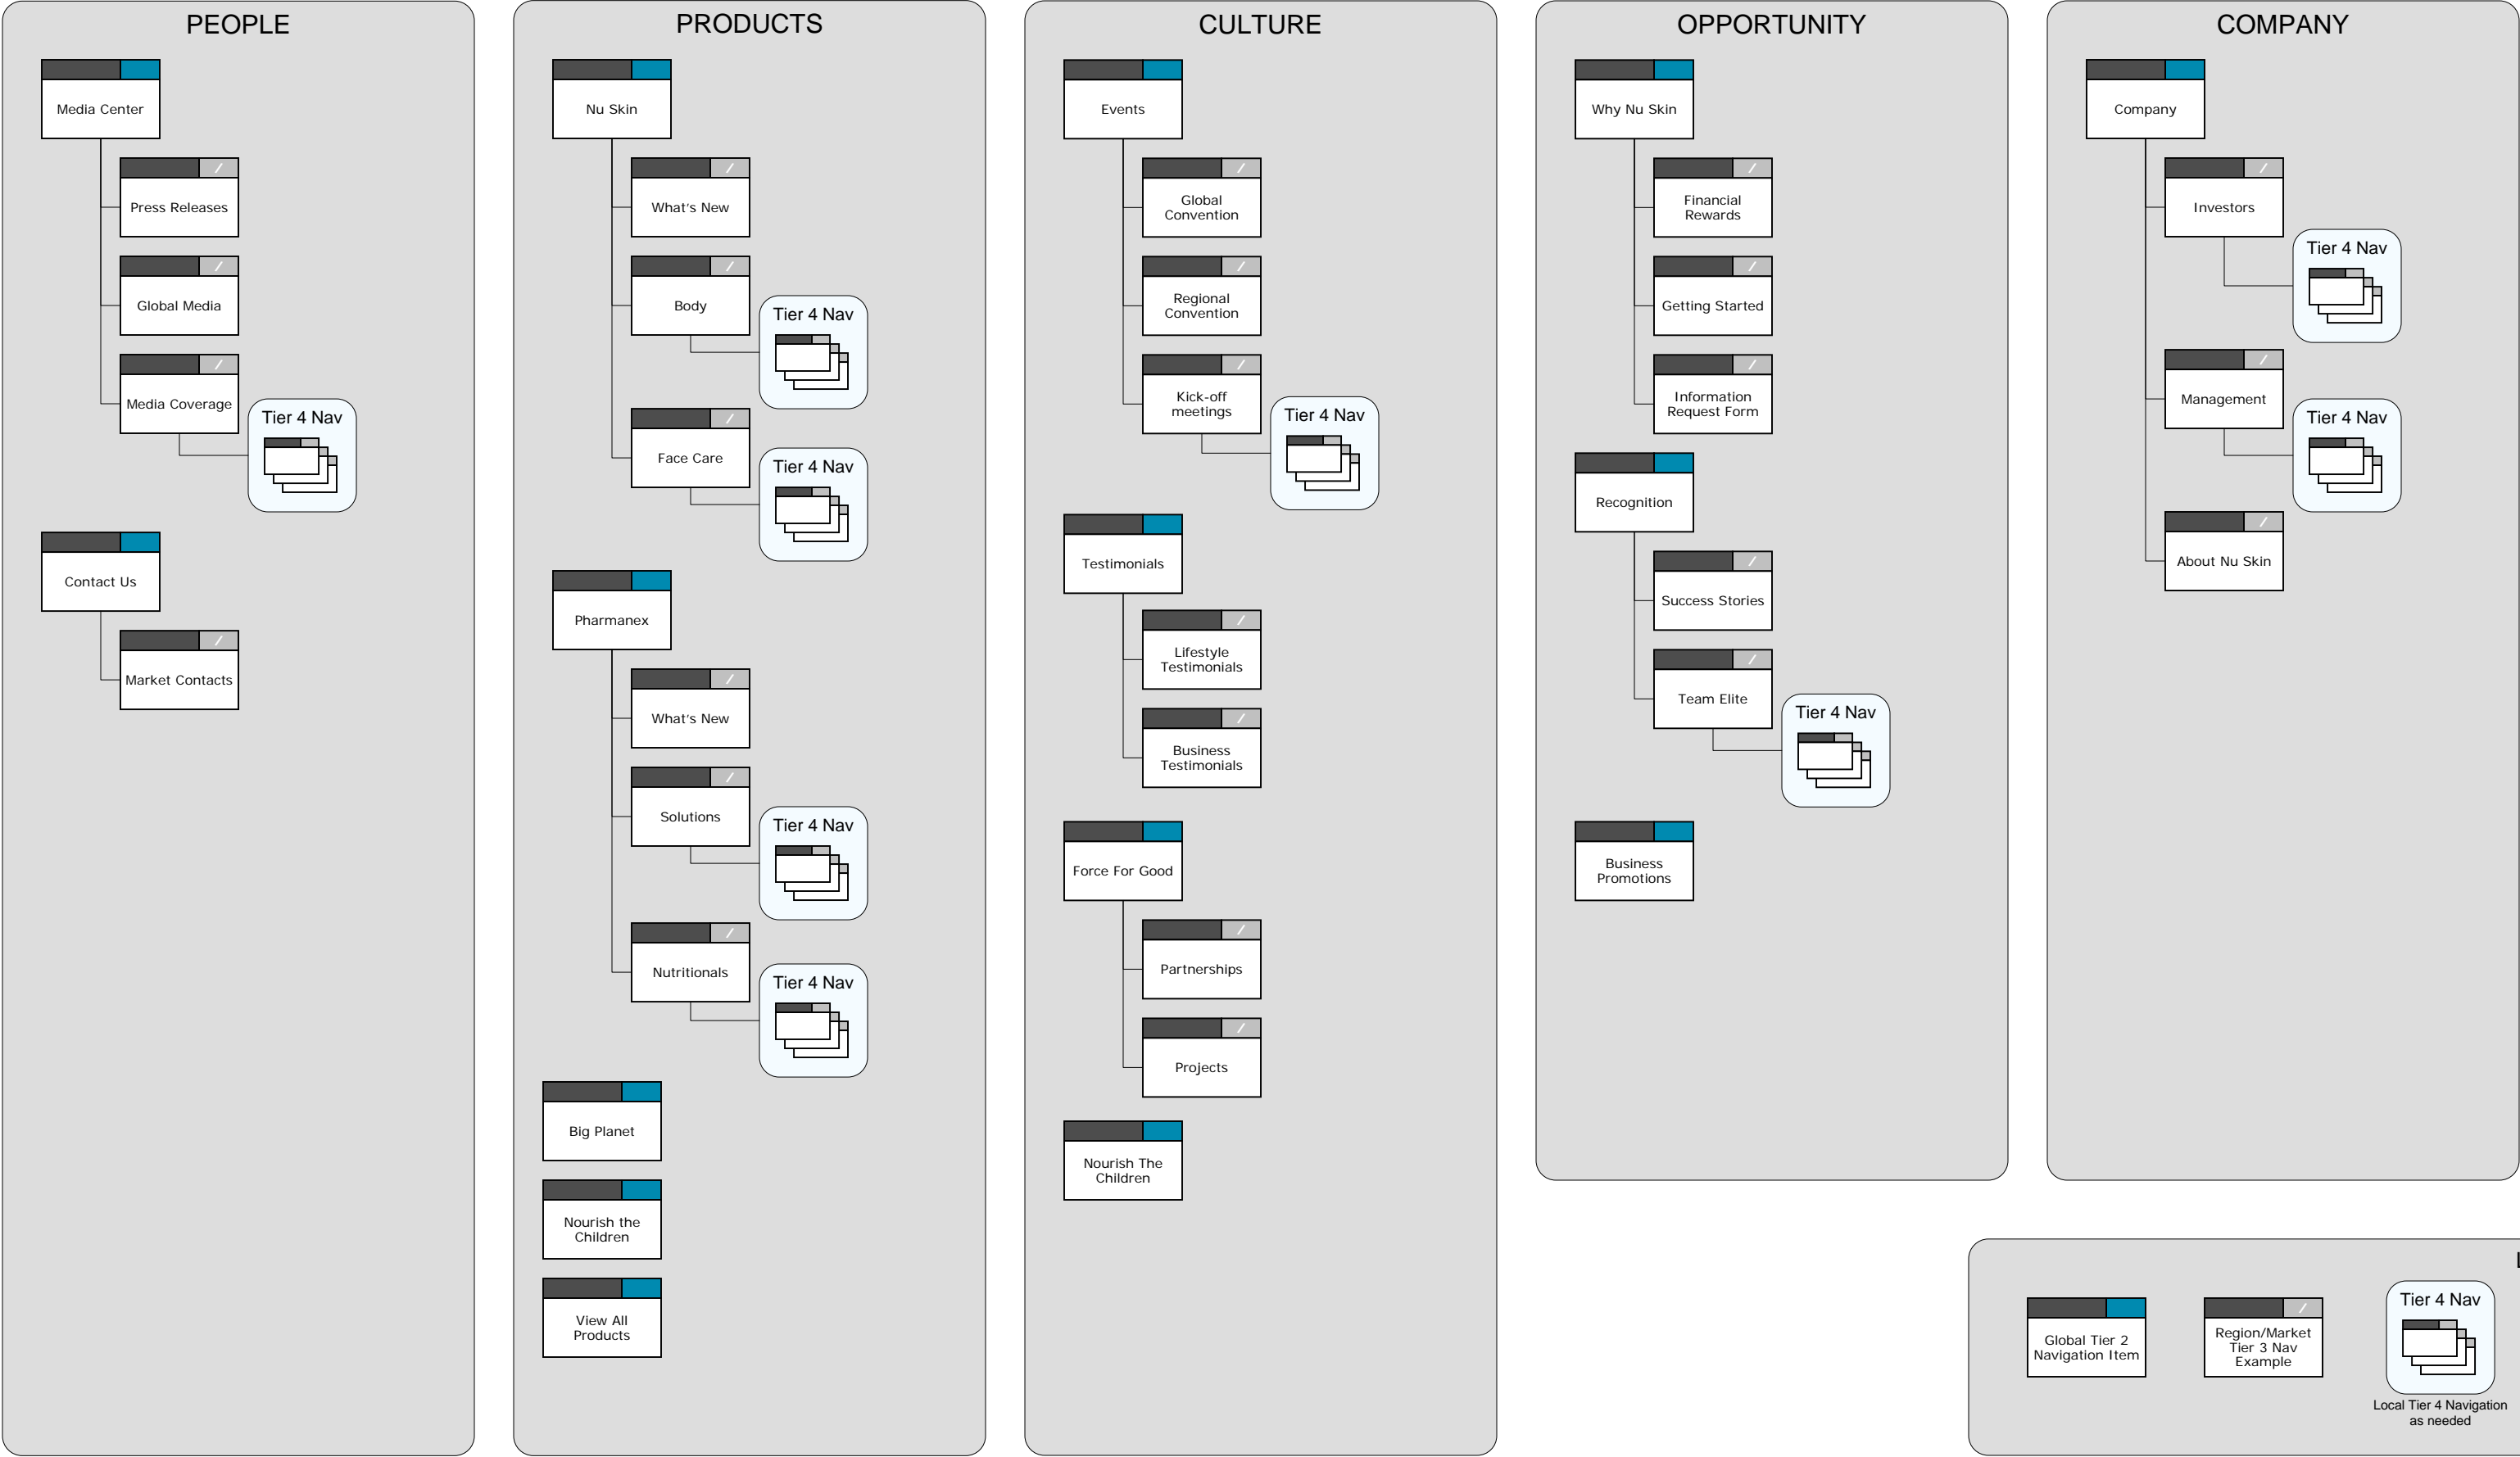 PEOPLE
Media Center
Press Releases
Global Media
Media Coverage
Tier 4 Nav
Contact Us
Market Contacts
PRODUCTS
Nu Skin
What's New
Body
Tier 4 Nav
Face Care
Tier 4 Nav
Pharmanex
What's New
Solutions
Tier 4 Nav
Nutritionals
Tier 4 Nav
Big Planet
Nourish the
Children
View All
Products
CULTURE
Events
Global
Convention
Regional
Convention
Kick-off
meetings
Tier 4 Nav
Testimonials
Lifestyle
Testimonials
Business
Testimonials
Force For Good
Partnerships
Projects
Nourish The
Children
OPPORTUNITY
Why Nu Skin
Financial
Rewards
Getting Started
Information
Request Form
Recognition
Success Stories
Team Elite
Tier 4 Nav
Business
Promotions
COMPANY
Company
Investors
Tier 4 Nav
Management
Tier 4 Nav
About Nu Skin
Global Tier 2
Navigation Item
Region/Market
Tier 3 Nav
Example
Tier 4 Nav
Local Tier 4 Navigation
as needed